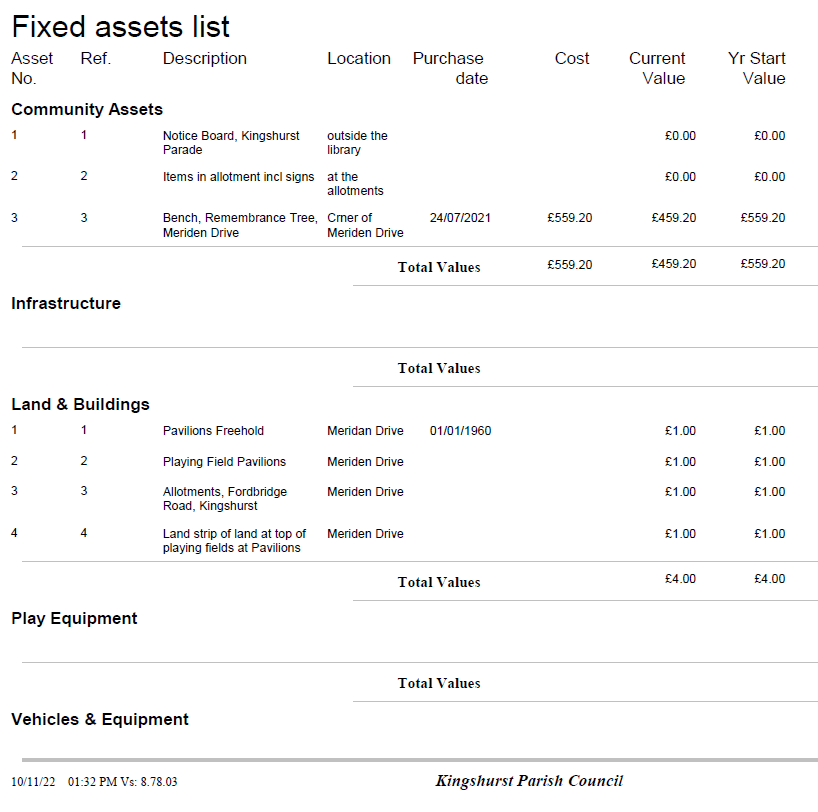 Fixed assets list
Asset No. Ref. Description Location Purchase date Cost Current Value Yr Start Value
Community Assets
1 1 Notice Board, Kingshurst Parade outside the library £0.00 £0.00
2 2 Items in allotment incl signs at the allotments £0.00 £0.00
3 3 Bench, Remembrance Tree, Meriden Drive Crner of Meriden Drive 24/07/2021 £559.20 £459.20 £559.20
Total Values £559.20 £459.20 £559.20
Infrastructure
Total Values
Land & Buildings
1 1 Pavilions Freehold Meridan Drive 01/01/1960 £1.00 £1.00
2 2 Playing Field Pavilions Meriden Drive £1.00 £1.00
3 3 Allotments, Fordbridge Road, Kingshurst Meriden Drive £1.00 £1.00
4 4 Land strip of land at top of playing fields at Pavilions Meriden Drive £1.00 £1.00
Total Values £4.00 £4.00
Play Equipment
Total Values
Vehicles & Equipment
10/11/22 01:32 PM Vs: 8.78.03 Kingshurst Parish Council